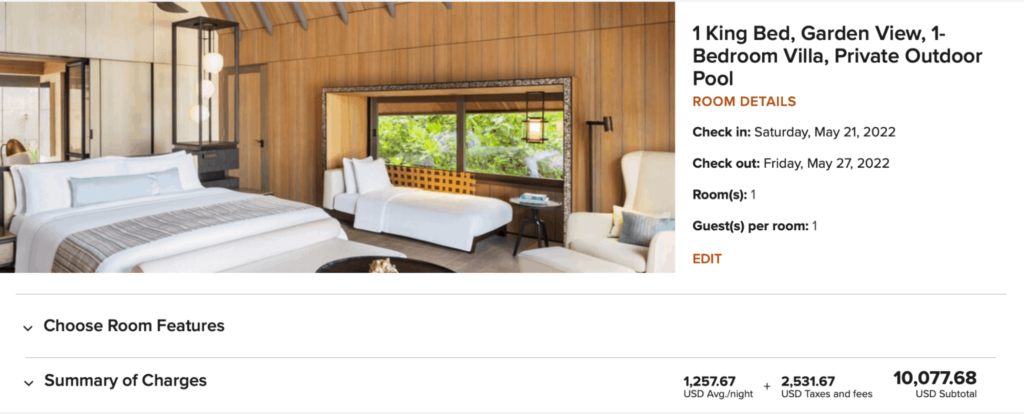 1 King Bed, Garden View, 1-
Bedroom Villa, Private Outdoor
Pool
ROOM DETAILS
Check in: Saturday, May 21, 2022
Check out: Friday, May 27, 2022
Room(s): 1
Guest(s) per room: 1
EDIT
Choose Room Features
Summary of Charges
1,257.67 + 2,531.67 10,077.68
USD Avg./night USD Taxes and fees USD Subtotal